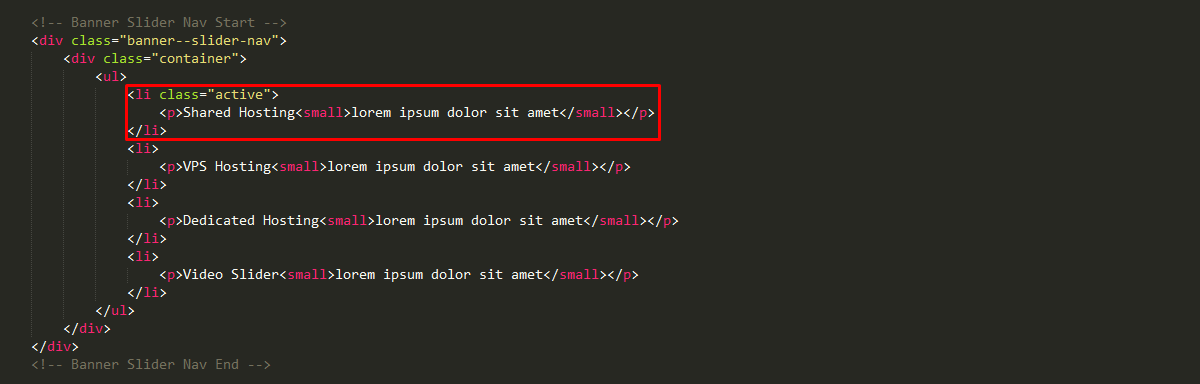 <!-- Banner Slider Nav Start -->
<div class="banner--slider-nav">
<div class="container">
<ul>
<li class="active">
<p>Shared Hosting<small>lorem ipsum dolor sit amet</small></p>
</li>
<li>
<p>VPS Hosting<small>lorem ipsum dolor sit amet</small></p>
</li>
<li>
<p>Dedicated Hosting<small>lorem ipsum dolor sit amet</small></p>
</li>
<li>
<p>Video Slider<small>lorem ipsum dolor sit amet</small></p>
</li>
</ul>
</div>
</div>
<!-- Banner Slider Nav End -->